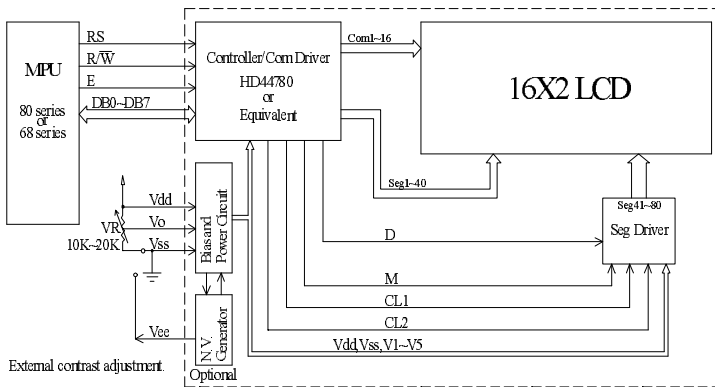 MPU
80 series
or
68 series
RS
R/W̅
E
DB0~DB7
Controller/Com Driver
HD44780
or
Equivalent
Com1~16
16X2 LCD
Seg1~40
Seg41~80
Seg Driver
D
M
CL1
CL2
Vdd,Vss,V1~V5
Bias and
Power Circuit
Vdd
Vo
Vss
VR
10K~20K
N.V.
Generator
Vee
Optional
External contrast adjustment.